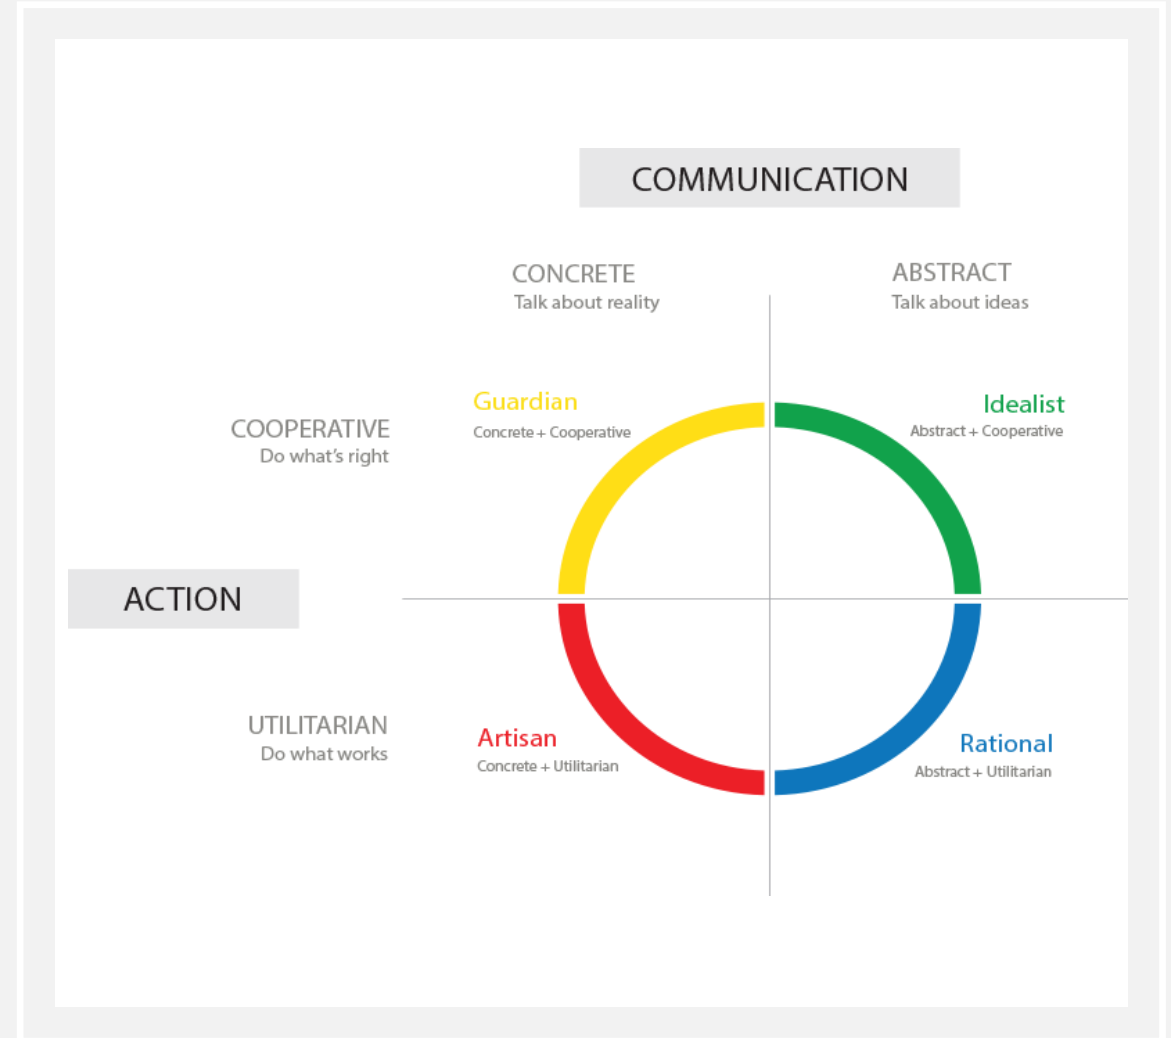 COMMUNICATION
CONCRETE
Talk about reality
ABSTRACT
Talk about ideas
Guardian
Concrete + Cooperative
Idealist
Abstract + Cooperative
COOPERATIVE
Do what's right
ACTION
UTILITARIAN
Do what works
Artisan
Concrete + Utilitarian
Rational
Abstract + Utilitarian